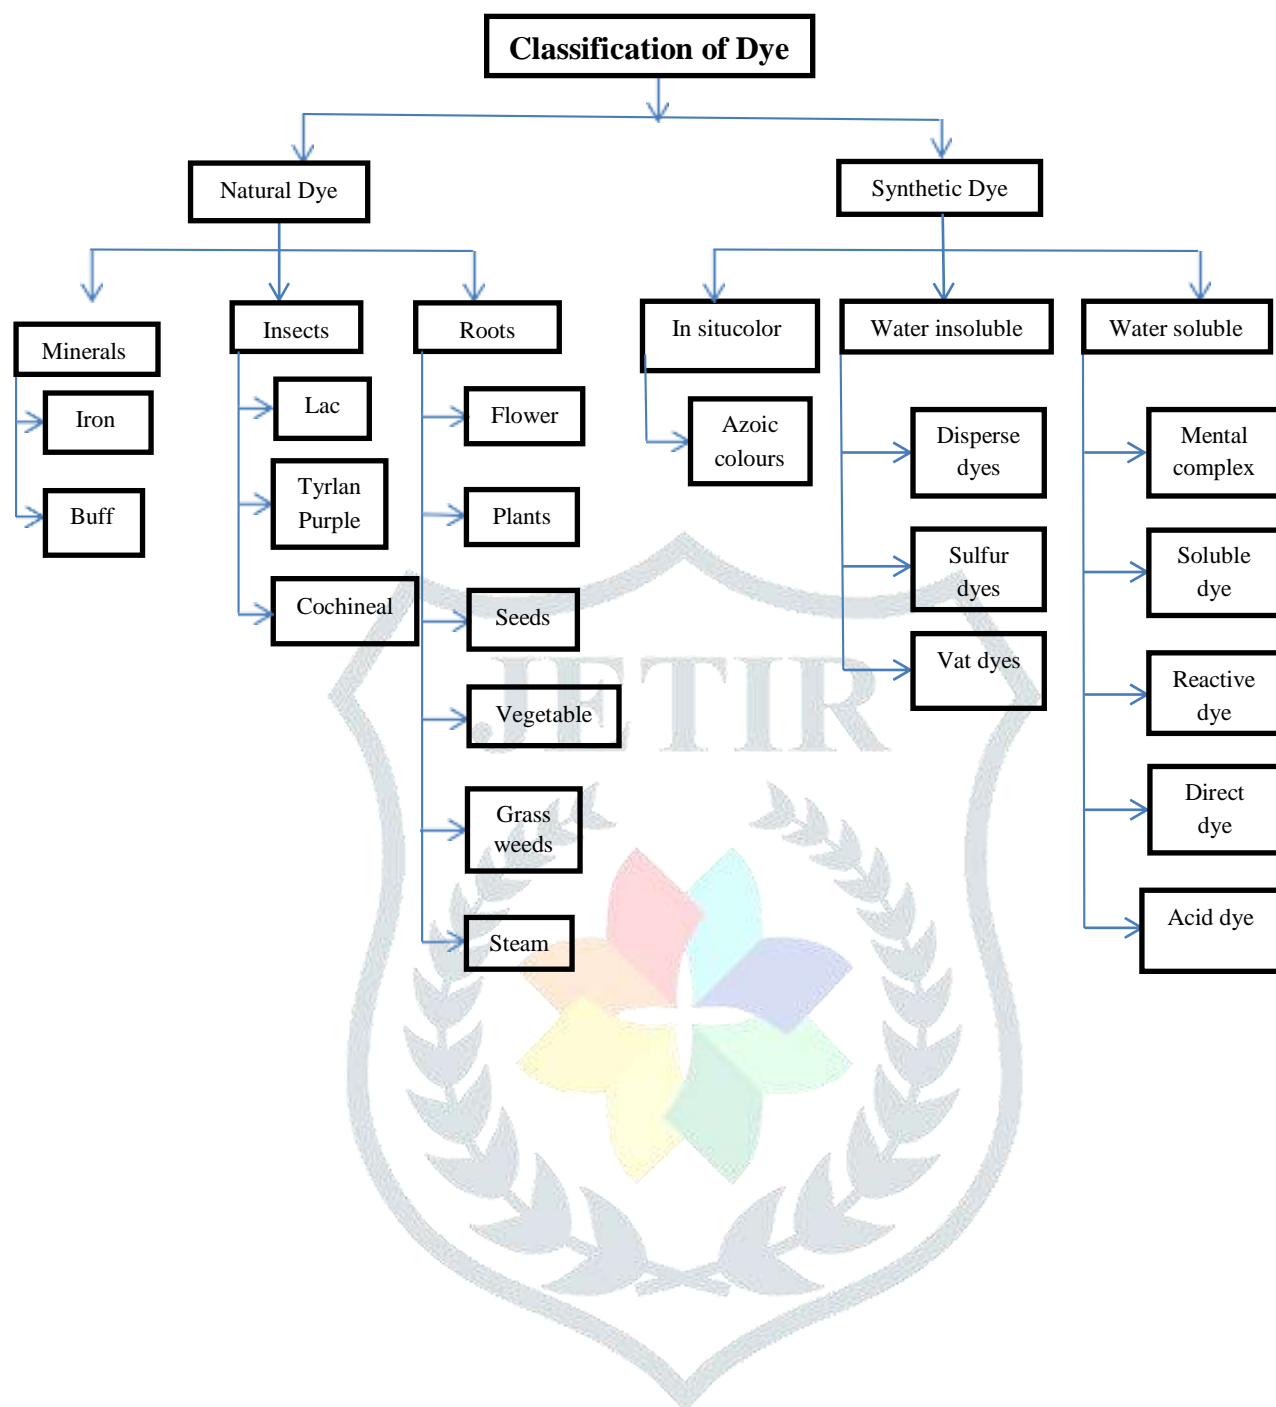 Classification of Dye
Natural Dye
Synthetic Dye
Minerals
Insects
Roots
In situcolor
Water insoluble
Water soluble
Iron
Buff
Lac
Tyrlan
Purple
Cochineal
Flower
Plants
Seeds
Vegetable
Grass
weeds
Steam
Azoic
colours
Disperse
dyes
Sulfur
dyes
Vat dyes
Mental
complex
Soluble
dye
Reactive
dye
Direct
dye
Acid dye
JETIR